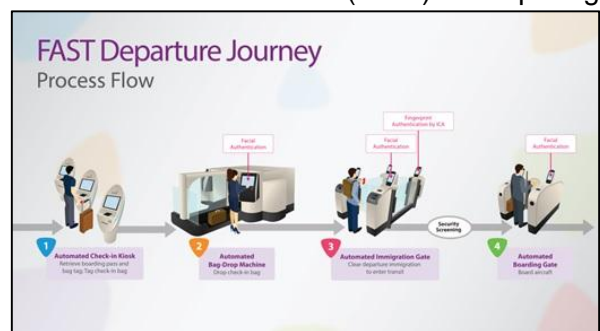 FAST Departure Journey
Process Flow
Fingerprint
Authentication by ICA
Facial
Authentication
Facial
Authentication
Facial
Authentication
Security
Screening
1
Automated Check-in Kiosk
Retrieve boarding pass and
bag tag; Tag check-in bag
2
Automated
Bag-Drop Machine
Drop check-in bag
3
Automated Immigration Gate
Clear departure immigration
to enter transit
4
Automated
Boarding Gate
Board aircraft